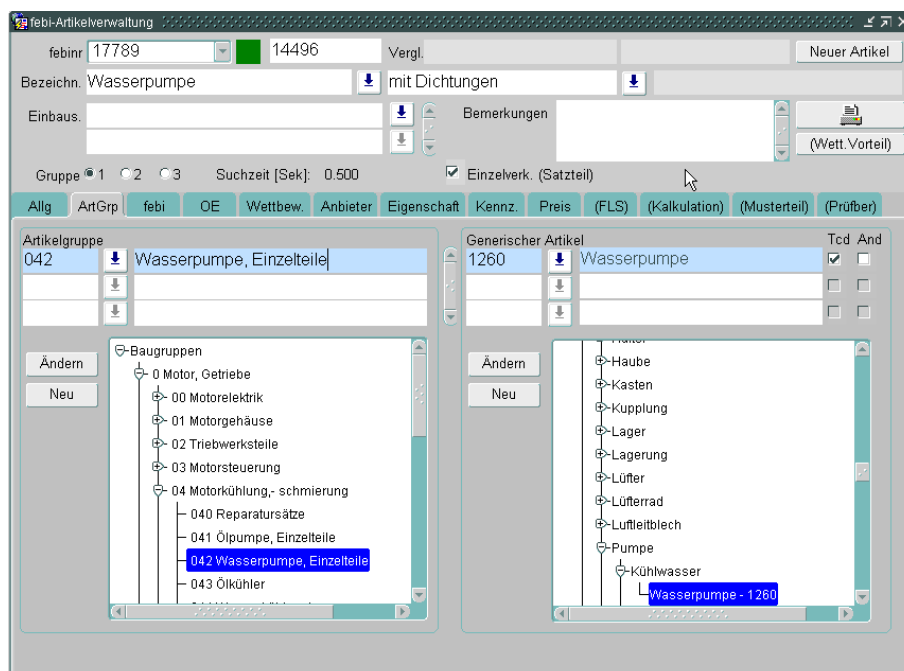 febi-Artikelverwaltung
febinr 17789 14496 Vergl. Neuer Artikel
Bezeichn. Wasserpumpe mit Dichtungen
Einbaus. Bemerkungen
(Wett.Vorteil)
Gruppe 1 2 3 Suchzeit [Sek]: 0.500 Einzelverk. (Satzteil)
Allg ArtGrp febi OE Wettbew. Anbieter Eigenschaft Kennz. Preis (FLS) (Kalkulation) (Musterteil) (Prüfber)
Artikelgruppe
042 Wasserpumpe, Einzelteile
Generischer Artikel Tcd And
1260 Wasserpumpe
Ändern
Neu
Baugruppen
0 Motor, Getriebe
00 Motorelektrik
01 Motorgehäuse
02 Triebwerksteile
03 Motorsteuerung
04 Motorkühlung,- schmierung
040 Reparatursätze
041 Ölpumpe, Einzelteile
042 Wasserpumpe, Einzelteile
043 Ölkühler
Ändern
Neu
Haube
Kasten
Kupplung
Lager
Lagerung
Lüfter
Lüfterrad
Luftleitblech
Pumpe
Kühlwasser
Wasserpumpe - 1260